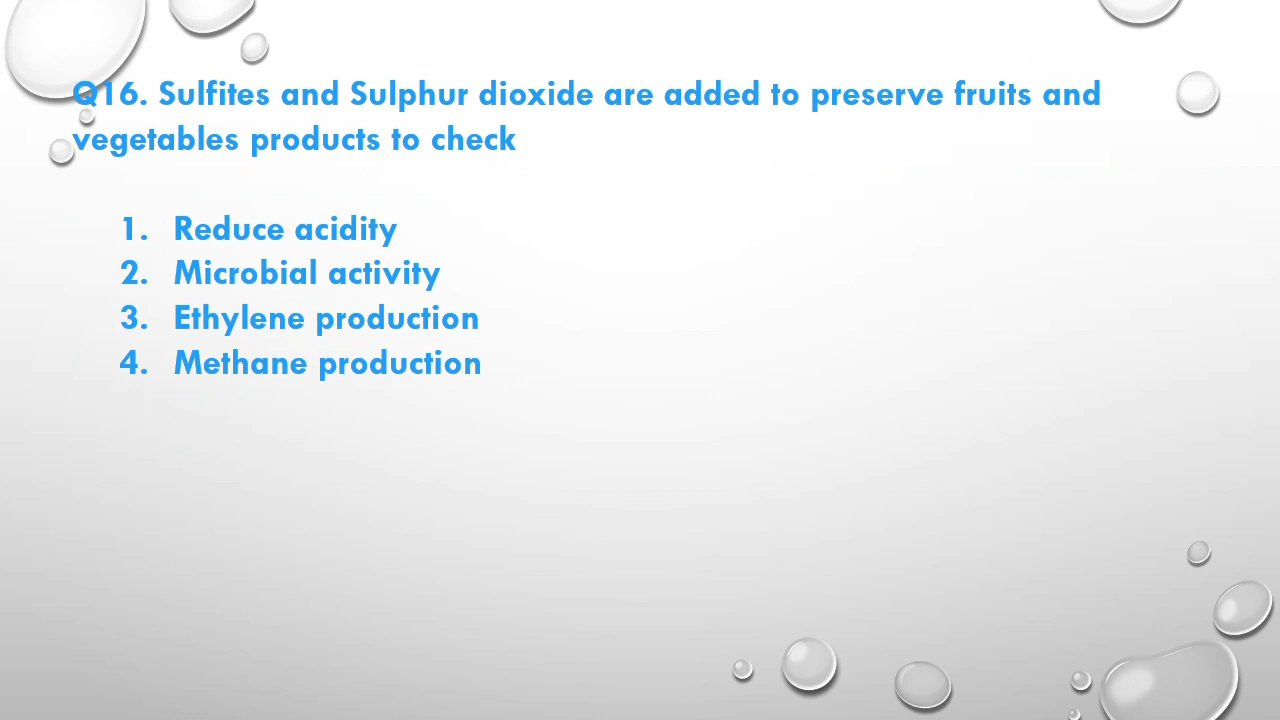 Q16. Sulfites and Sulphur dioxide are added to preserve fruits and
vegetables products to check
1. Reduce acidity
2. Microbial activity
3. Ethylene production
4. Methane production